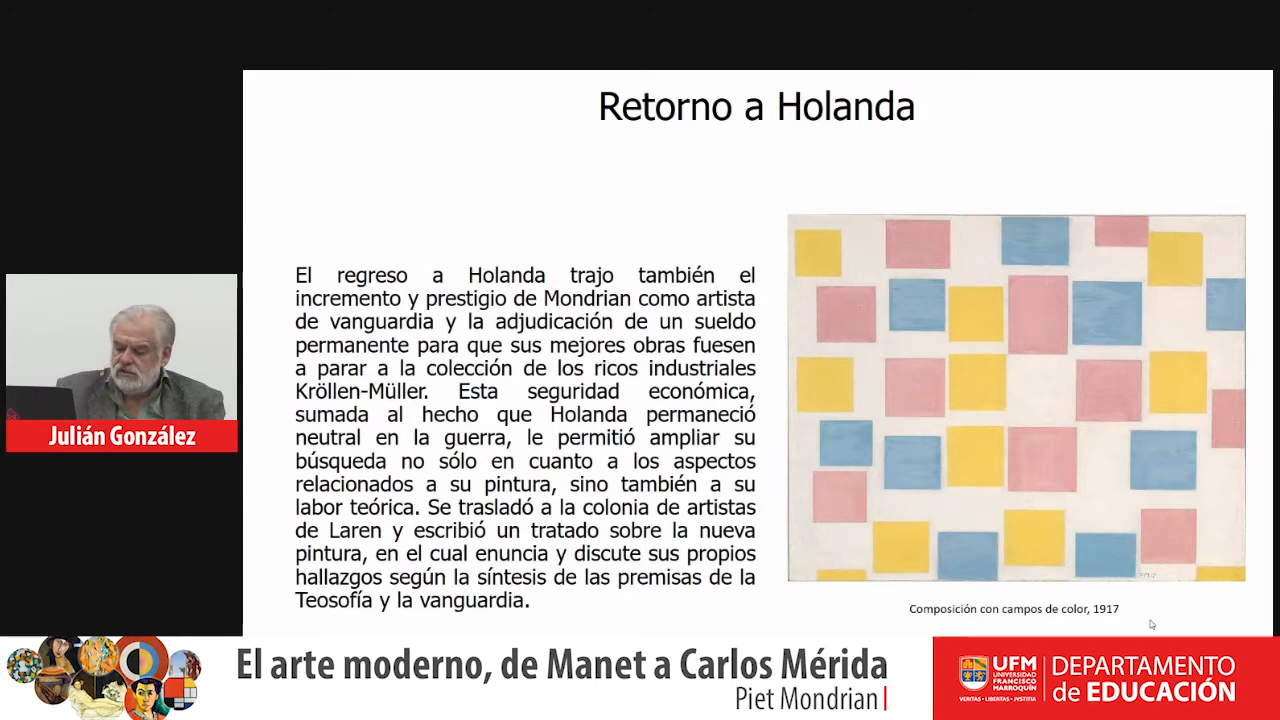 Retorno a Holanda
El regreso a Holanda trajo también el
incremento y prestigio de Mondrian como artista
de vanguardia y la adjudicación de un sueldo
permanente para que sus mejores obras fuesen
a parar a la colección de los ricos industriales
Kröllen-Müller. Esta seguridad económica,
sumada al hecho que Holanda permaneció
neutral en la guerra, le permitió ampliar su
búsqueda no sólo en cuanto a los aspectos
relacionados a su pintura, sino también a su
labor teórica. Se trasladó a la colonia de artistas
de Laren y escribió un tratado sobre la nueva
pintura, en el cual enuncia y discute sus propios
hallazgos según la síntesis de las premisas de la
Teosofía y la vanguardia.
Composición con campos de color, 1917
Julián González
El arte moderno, de Manet a Carlos Mérida
Piet Mondrian
UFM
UNIVERSIDAD
FRANCISCO
MARROQUÍN
VERITAS · LIBERTAS · JVSTITIA
DEPARTAMENTO
de EDUCACIÓN